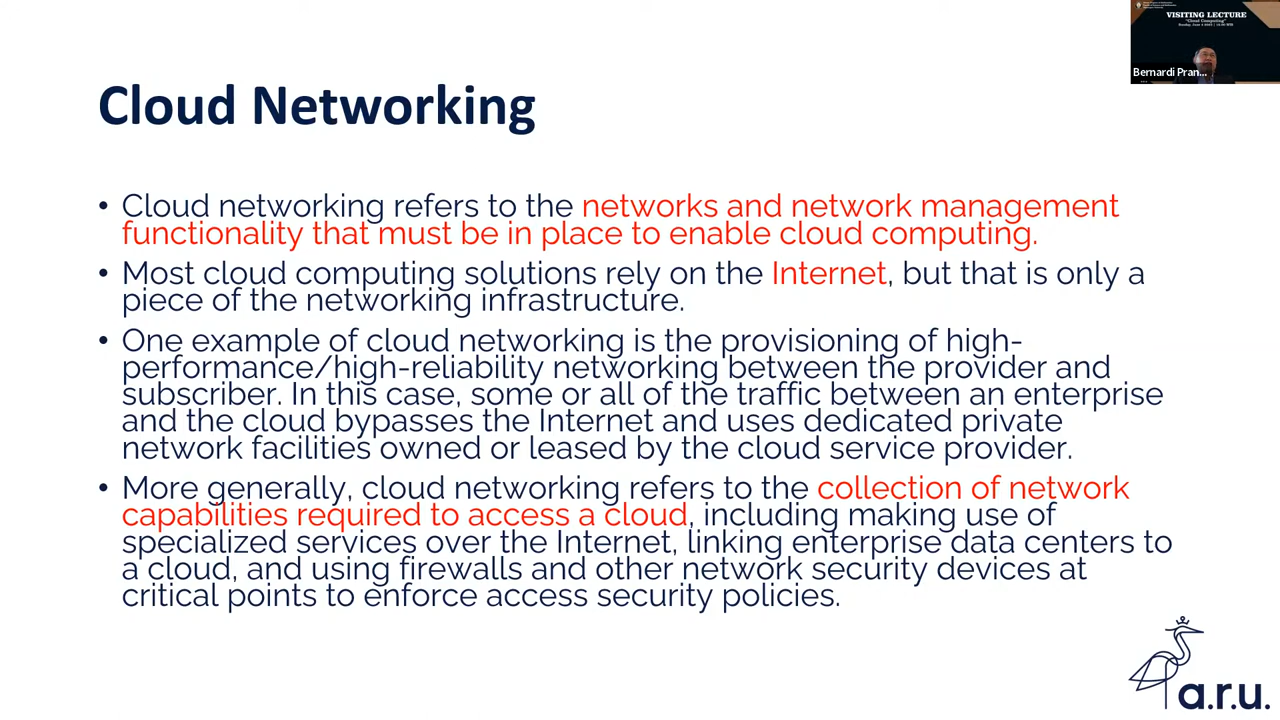 VISITING LECTURE
"Cloud Computing"
Bernardi Pran...
Cloud Networking
• Cloud networking refers to the networks and network management
functionality that must be in place to enable cloud computing.
• Most cloud computing solutions rely on the Internet, but that is only a
piece of the networking infrastructure.
• One example of cloud networking is the provisioning of high-
performance/high-reliability networking between the provider and
subscriber. In this case, some or all of the traffic between an enterprise
and the cloud bypasses the Internet and uses dedicated private
network facilities owned or leased by the cloud service provider.
• More generally, cloud networking refers to the collection of network
capabilities required to access a cloud, including making use of
specialized services over the Internet, linking enterprise data centers to
a cloud, and using firewalls and other network security devices at
critical points to enforce access security policies.
a.r.u.